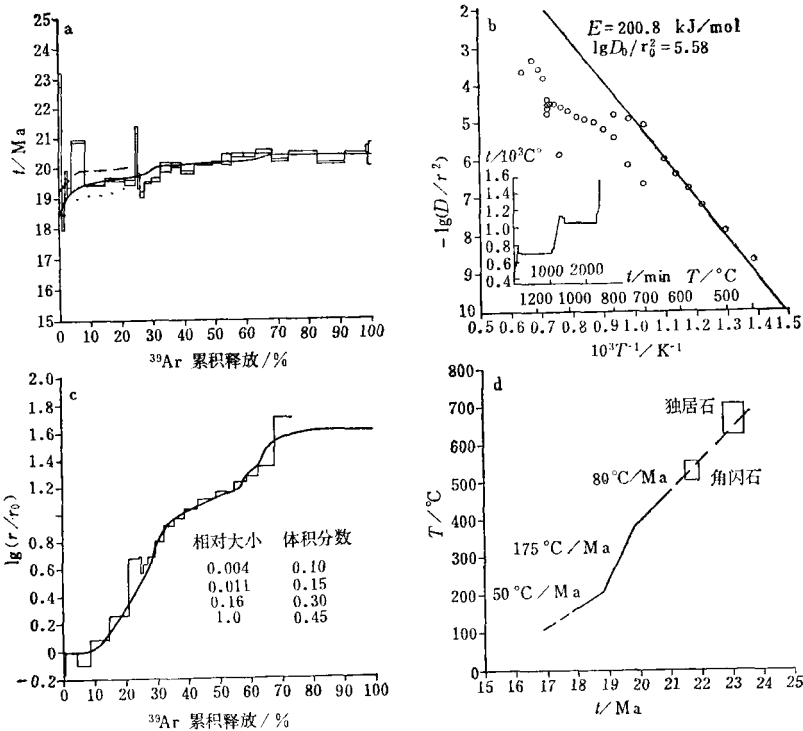 a
t/Ma
25
24
23
22
21
20
19
18
17
16
15
0 10 20 30 40 50 60 70 80 90 100
³⁹Ar 累积释放/%
b
E=200.8 kJ/mol
lgD₀/r₀²=5.58
-lg(D/r²)
2
3
4
5
6
7
8
9
10
t/10³C°
1.6
1.4
1.2
1.0
0.8
0.6
0.4
1000 2000
t/min T/°C
1200 1000 800 700 600 500
0.5 0.6 0.7 0.8 0.9 1.0 1.1 1.2 1.3 1.4 1.5
10³T⁻¹/K⁻¹
c
lg(r/r₀)
2.0
1.8
1.4
1.2
0.8
0.6
0.4
0.2
0
-0.2
相对大小 体积分数
0.004 0.10
0.011 0.15
0.16 0.30
1.0 0.45
0 10 20 30 40 50 60 70 80 90 100
³⁹Ar 累积释放/%
d
T/°C
800
700
600
500
400
300
200
100
0
独居石
角闪石
80℃/Ma
175℃/Ma
50℃/Ma
15 16 17 18 19 20 21 22 23 24 25
t/Ma